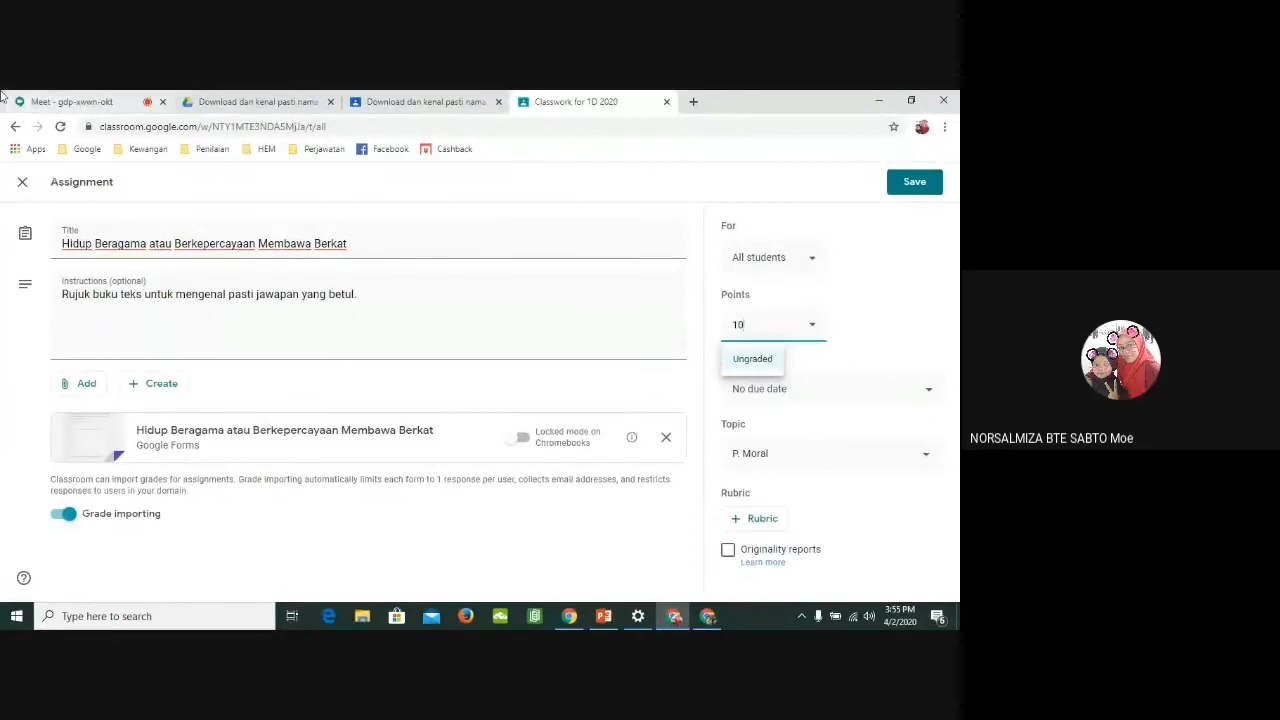 Meet - gdp-xwwn-okt
Download dan kenal pasti nama
Download dan kenal pasti nama
Classwork for 1D 2020
classroom.google.com/w/NTY1MTE3NDA5MjJa/t/all
Apps
Google
Kewangan
Penilaian
HEM
Perjawatan
Facebook
Cashback
Assignment
Save
Title
Hidup Beragama atau Berkepercayaan Membawa Berkat
Instructions (optional)
Rujuk buku teks untuk mengenal pasti jawapan yang betul.
Add
Create
Hidup Beragama atau Berkepercayaan Membawa Berkat
Google Forms
Locked mode on
Chromebooks
Classroom can import grades for assignments. Grade importing automatically limits each form to 1 response per user, collects email addresses, and restricts
responses to users in your domain.
Grade importing
For
All students
Points
10
Ungraded
No due date
Topic
P. Moral
Rubric
Rubric
Originality reports
Learn more
NORSALMIZA BTE SABTO Moe
Type here to search
3:55 PM
4/2/2020
6